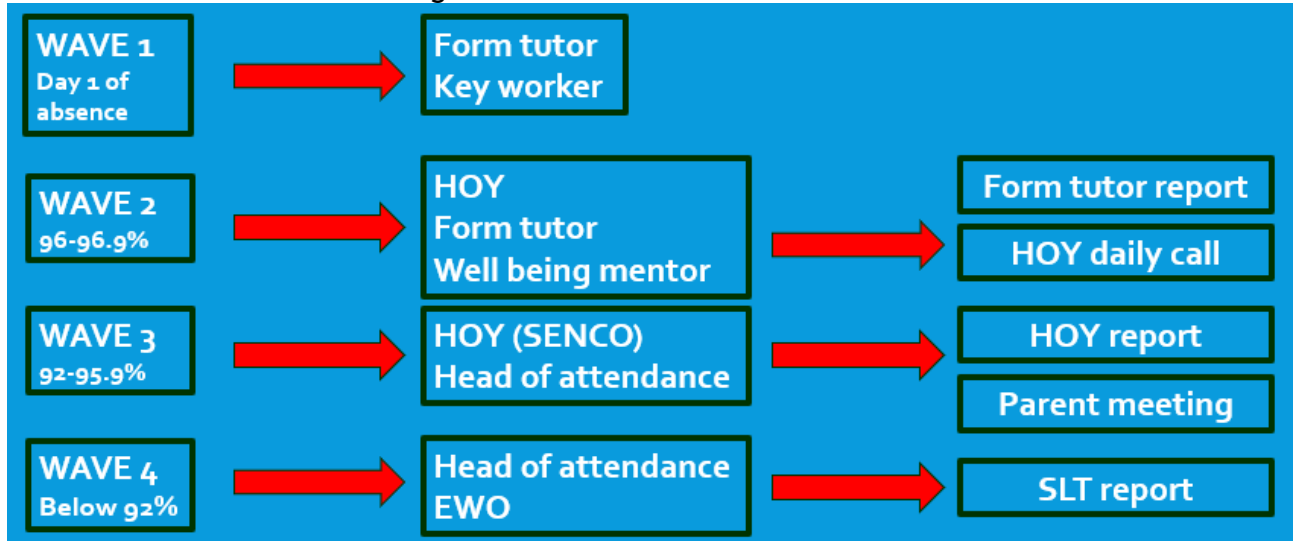 WAVE 1
Day 1 of
absence
Form tutor
Key worker
WAVE 2
96-96.9%
HOY
Form tutor
Well being mentor
Form tutor report
HOY daily call
WAVE 3
92-95.9%
HOY (SENCO)
Head of attendance
HOY report
Parent meeting
WAVE 4
Below 92%
Head of attendance
EWO
SLT report